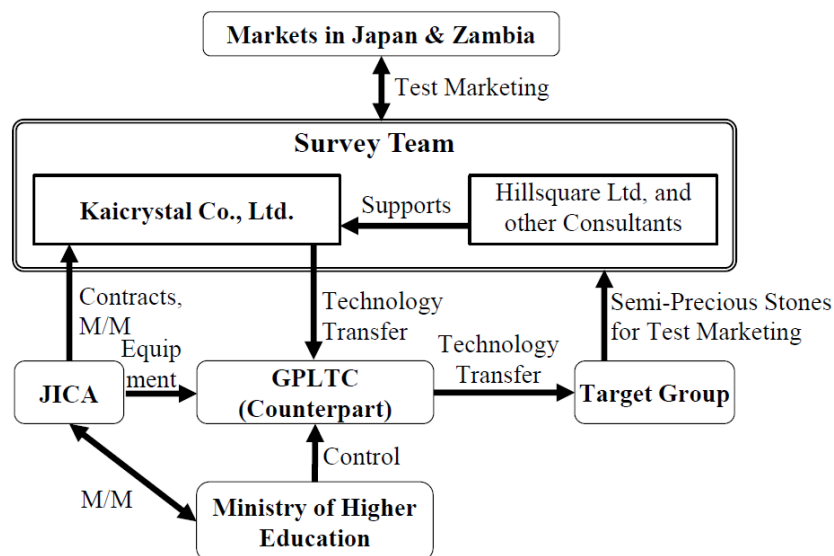 Markets in Japan & Zambia
Test Marketing
Survey Team
Kaicrystal Co., Ltd.
Supports
Hillsquare Ltd, and
other Consultants
Contracts,
M/M
Technology
Transfer
Semi-Precious Stones
for Test Marketing
Equip
ment
Technology
Transfer
JICA
GPLTC
(Counterpart)
Target Group
Control
M/M
Ministry of Higher
Education